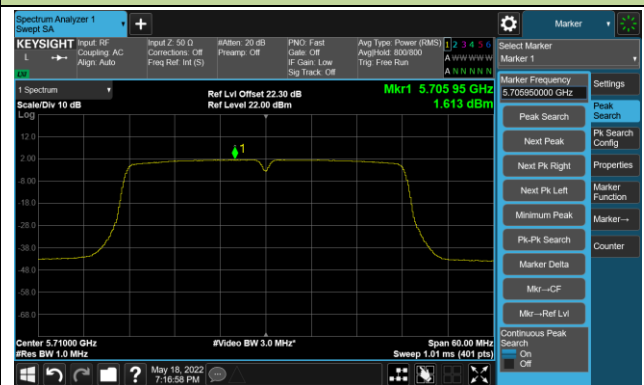 Spectrum Analyzer 1
Swept SA
+
Marker
KEYSIGHT
L
Input: RF
Coupling: AC
Align: Auto
Input Z: 50 Ω
Corrections: Off
Freq Ref: Int (S)
#Atten: 20 dB
Preamp: Off
PNO: Fast
Gate: Off
IF Gain: Low
Sig Track: Off
Avg Type: Power (RMS)
Avg|Hold: 800/800
Trig: Free Run
1 2 3 4 5 6
A W W W W W
A N N N N N
Select Marker
Marker 1
1 Spectrum
Scale/Div 10 dB
Log
Ref Lvl Offset 22.30 dB
Ref Level 22.00 dBm
Mkr1 5.705 95 GHz
1.613 dBm
12.0
2.00
-8.00
-18.0
-28.0
-38.0
-48.0
-58.0
-68.0
1
Center 5.71000 GHz
#Res BW 1.0 MHz
#Video BW 3.0 MHz*
Span 60.00 MHz
Sweep 1.01 ms (401 pts)
Marker Frequency
5.705950000 GHz
Peak Search
Next Peak
Next Pk Right
Next Pk Left
Minimum Peak
Pk-Pk Search
Marker Delta
Mkr→CF
Mkr→Ref Lvl
Continuous Peak
Search
On
Off
Settings
Peak
Search
Pk Search
Config
Properties
Marker
Function
Marker→
Counter
?
May 18, 2022
7:16:58 PM